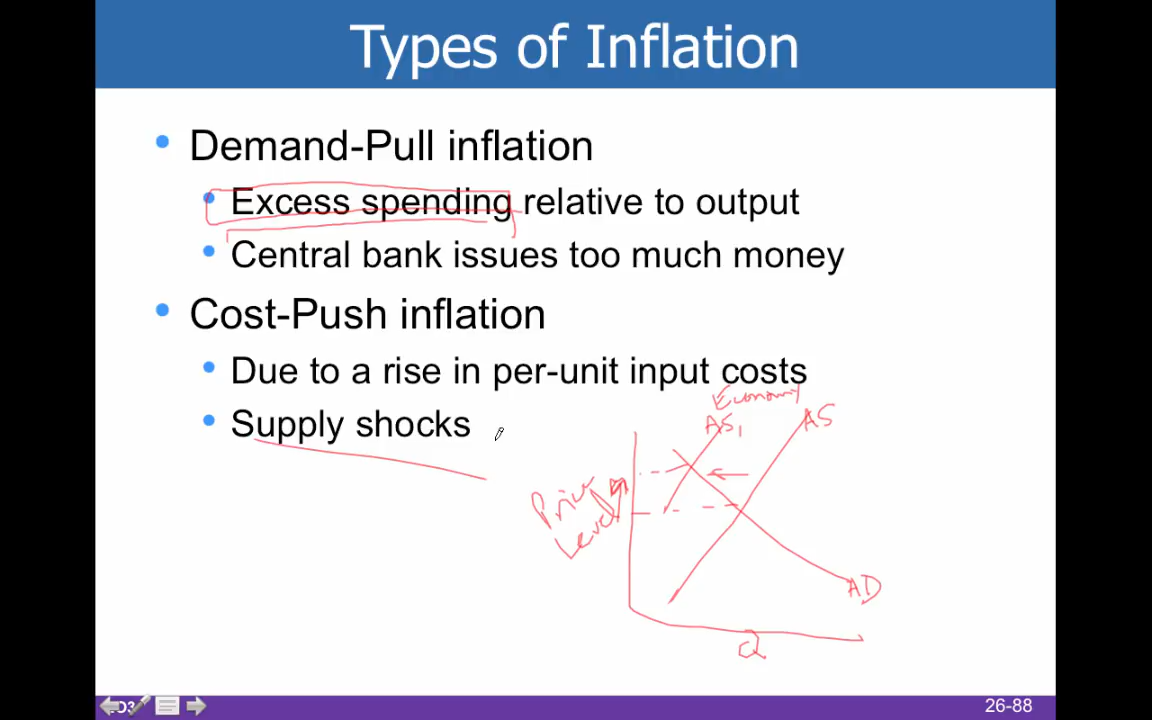 Types of Inflation
Demand-Pull inflation
Excess spending relative to output
Central bank issues too much money
Cost-Push inflation
Due to a rise in per-unit input costs
Supply shocks
Economy
AS1
AS
Price
Level
AD
Q
26-88